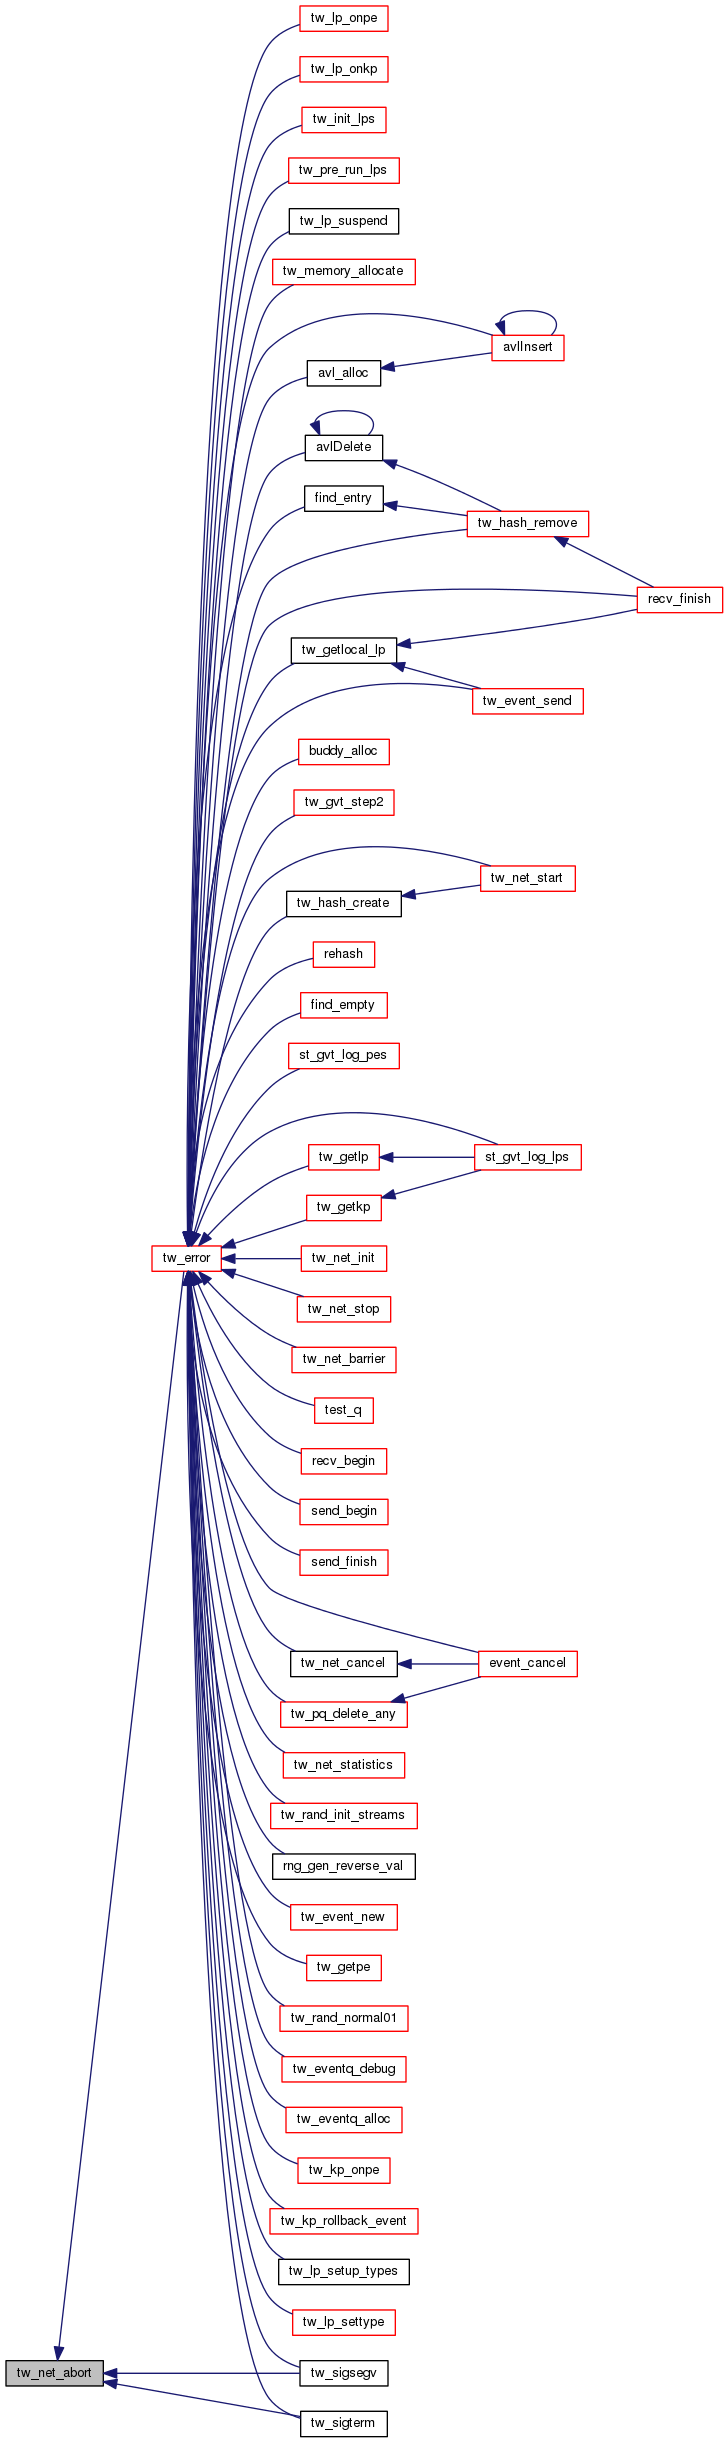 tw_lp_onpe
tw_lp_onkp
tw_init_lps
tw_pre_run_lps
tw_lp_suspend
tw_memory_allocate
avlInsert
avl_alloc
avlDelete
find_entry
tw_hash_remove
recv_finish
tw_getlocal_lp
tw_event_send
buddy_alloc
tw_gvt_step2
tw_net_start
tw_hash_create
rehash
find_empty
st_gvt_log_pes
tw_getlp
st_gvt_log_lps
tw_getkp
tw_error
tw_net_init
tw_net_stop
tw_net_barrier
test_q
recv_begin
send_begin
send_finish
tw_net_cancel
event_cancel
tw_pq_delete_any
tw_net_statistics
tw_rand_init_streams
rng_gen_reverse_val
tw_event_new
tw_getpe
tw_rand_normal01
tw_eventq_debug
tw_eventq_alloc
tw_kp_onpe
tw_kp_rollback_event
tw_lp_setup_types
tw_lp_settype
tw_net_abort
tw_sigsegv
tw_sigterm